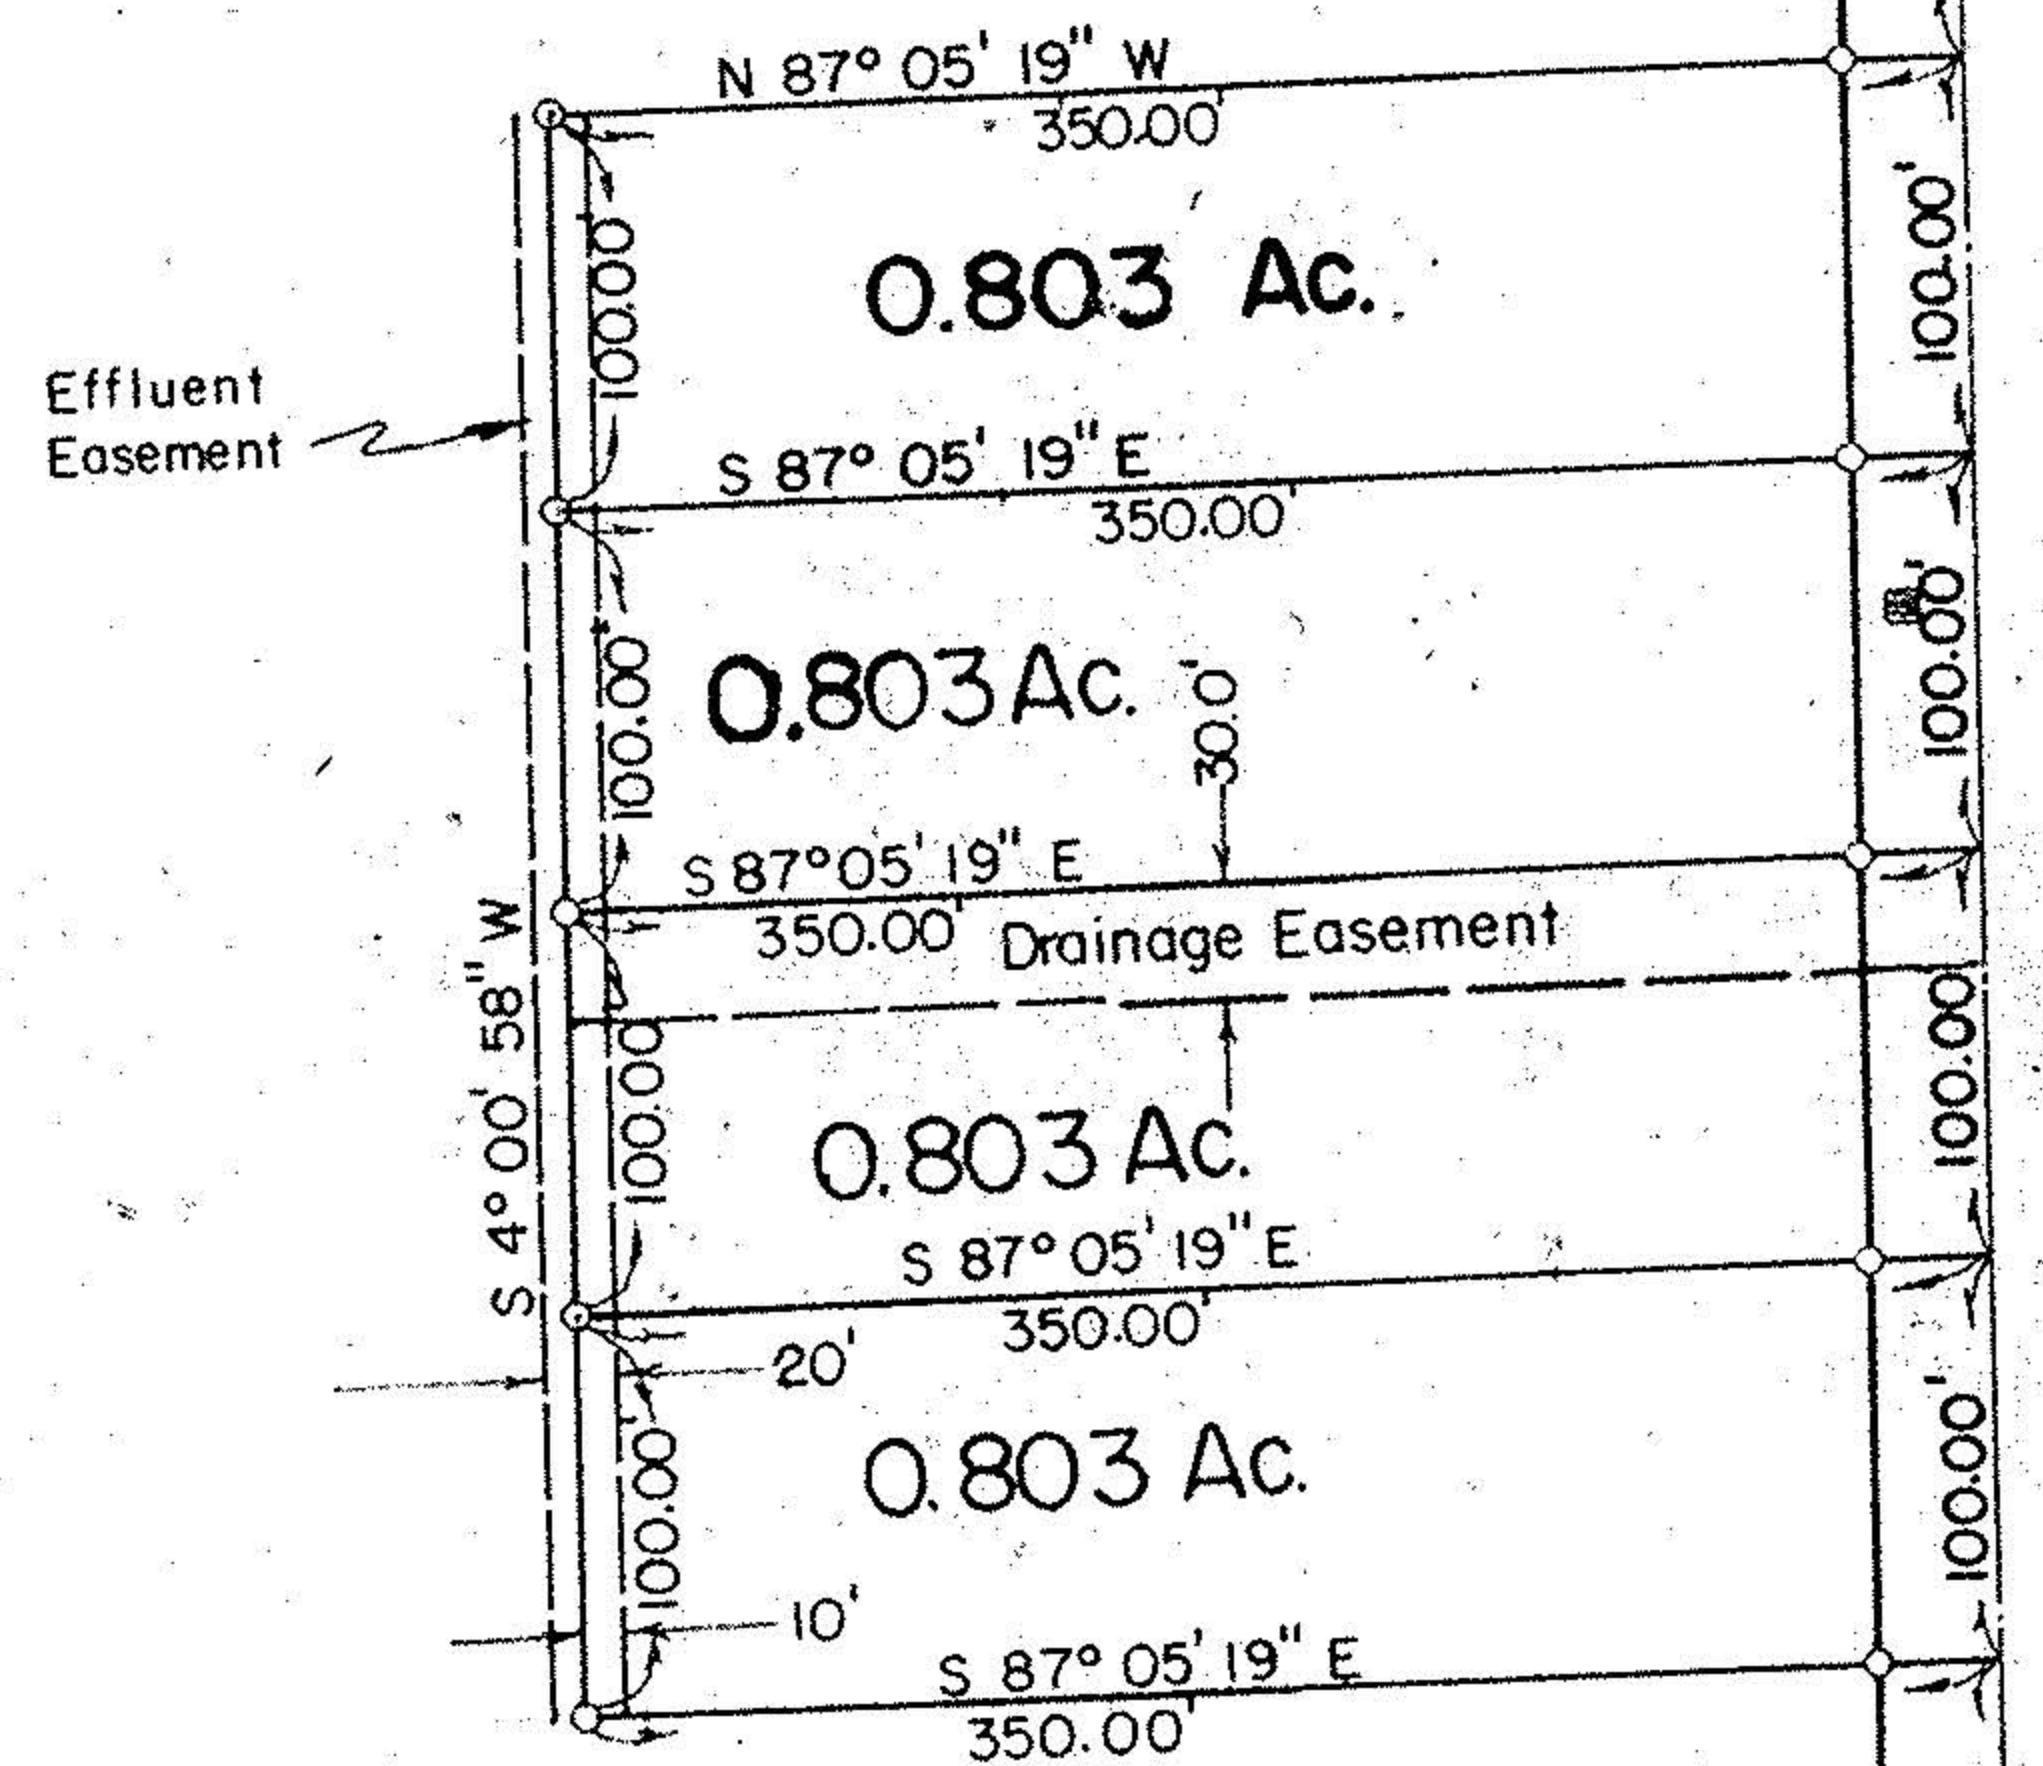 N 87° 05' 19" W
350.00'
100.00'
0.803 Ac.
100.00'
Effluent
Easement
S 87° 05' 19" E
350.00'
100.00'
0.803 Ac.
30.0'
100.00'
S 87° 05' 19" E
350.00'
Drainage Easement
S 4° 00' 58" W
100.00'
0.803 Ac.
100.00'
S 87° 05' 19" E
350.00'
20'
100.00'
0.803 Ac.
100.00'
10'
S 87° 05' 19" E
350.00'